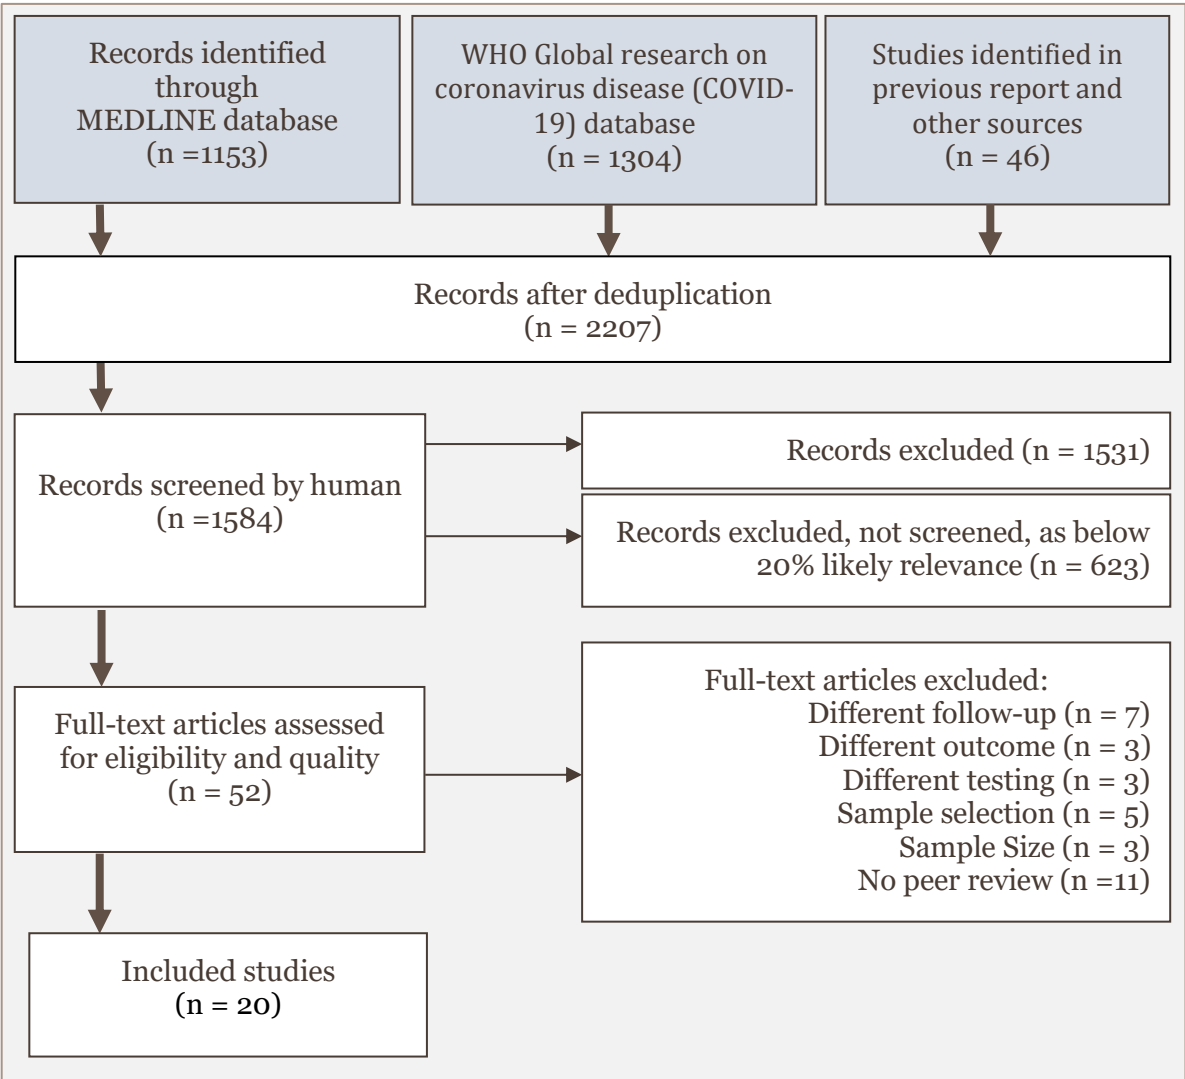 Records identified
through
MEDLINE database
(n =1153)
WHO Global research on
coronavirus disease (COVID-
19) database
(n = 1304)
Studies identified in
previous report and
other sources
(n = 46)
Records after deduplication
(n = 2207)
Records screened by human
(n =1584)
Records excluded (n = 1531)
Records excluded, not screened, as below
20% likely relevance (n = 623)
Full-text articles assessed
for eligibility and quality
(n = 52)
Full-text articles excluded:
Different follow-up (n = 7)
Different outcome (n = 3)
Different testing (n = 3)
Sample selection (n = 5)
Sample Size (n = 3)
No peer review (n =11)
Included studies
(n = 20)